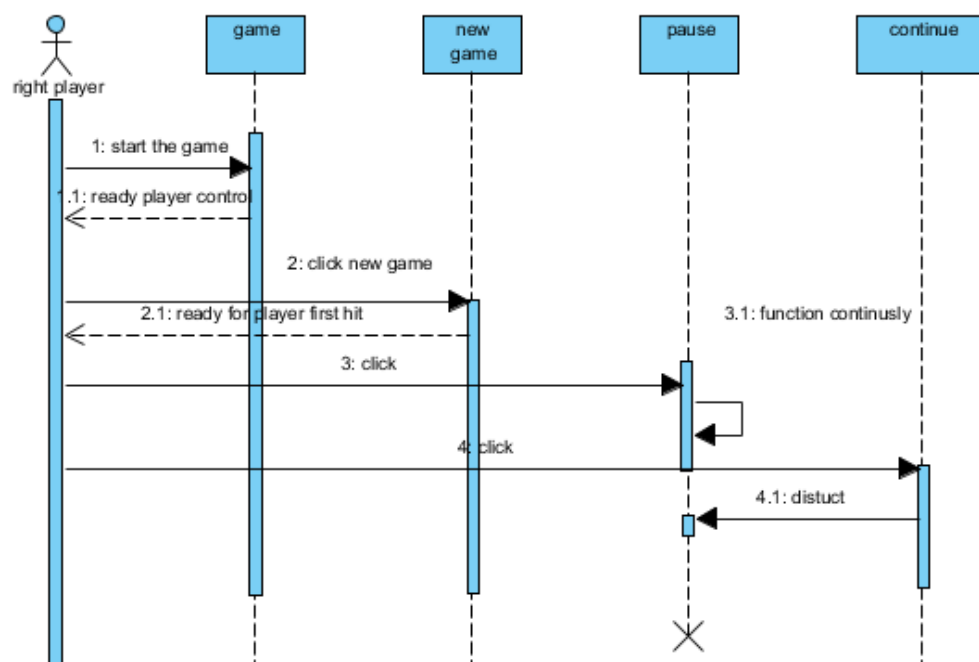 game
new
game
pause
continue
right player
1: start the game
1.1: ready player control
2: click new game
2.1: ready for player first hit
3.1: function continusly
3: click
4: click
4.1: distuct